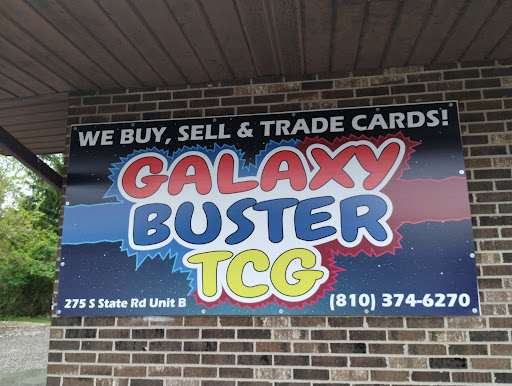 WE BUY, SELL & TRADE CARDS!
GALAXY
BUSTER
TCG
275 S State Rd Unit B (810) 374-6270